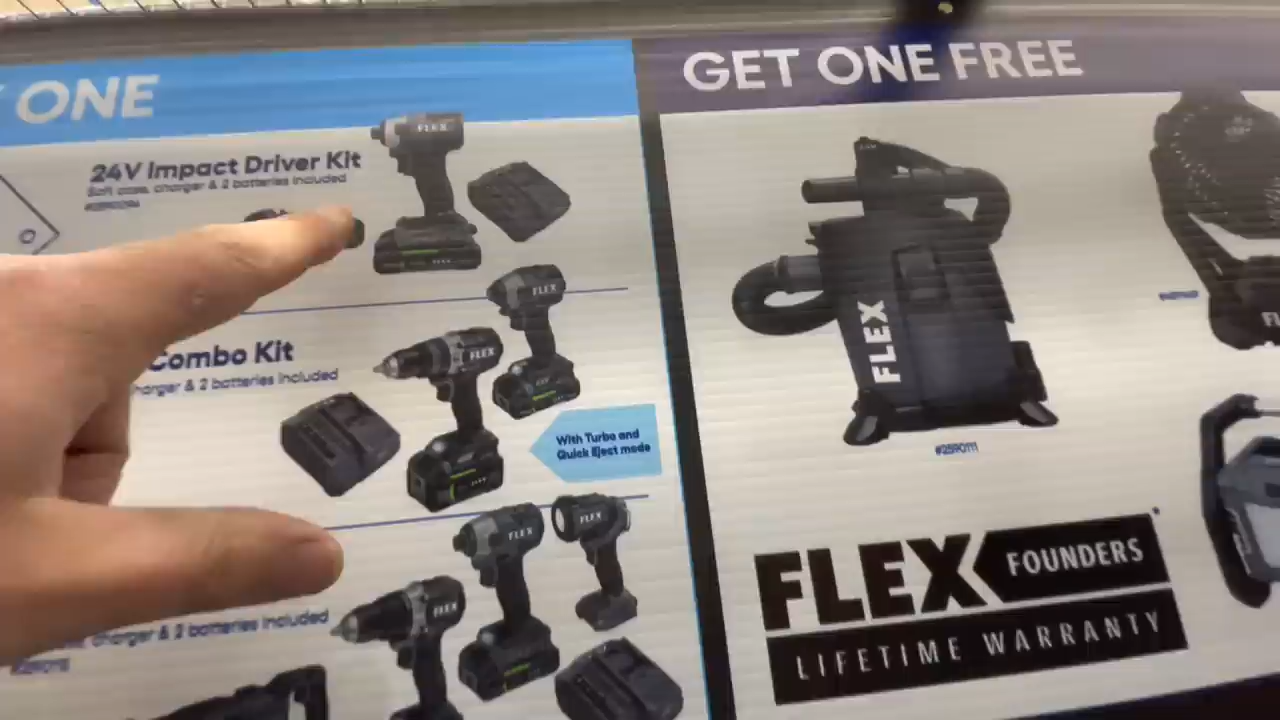 ONE
24V Impact Driver Kit
Soft case, charger & 2 batteries included
FLEX
Combo Kit
charger & 2 batteries included
FLEX
FLEX
With Turbo and
Quick Eject mode
FLEX
FLEX
FLEX
charger & 2 batteries included
GET ONE FREE
FLEX
#2590111
FLEX FOUNDERS
LIFETIME WARRANTY